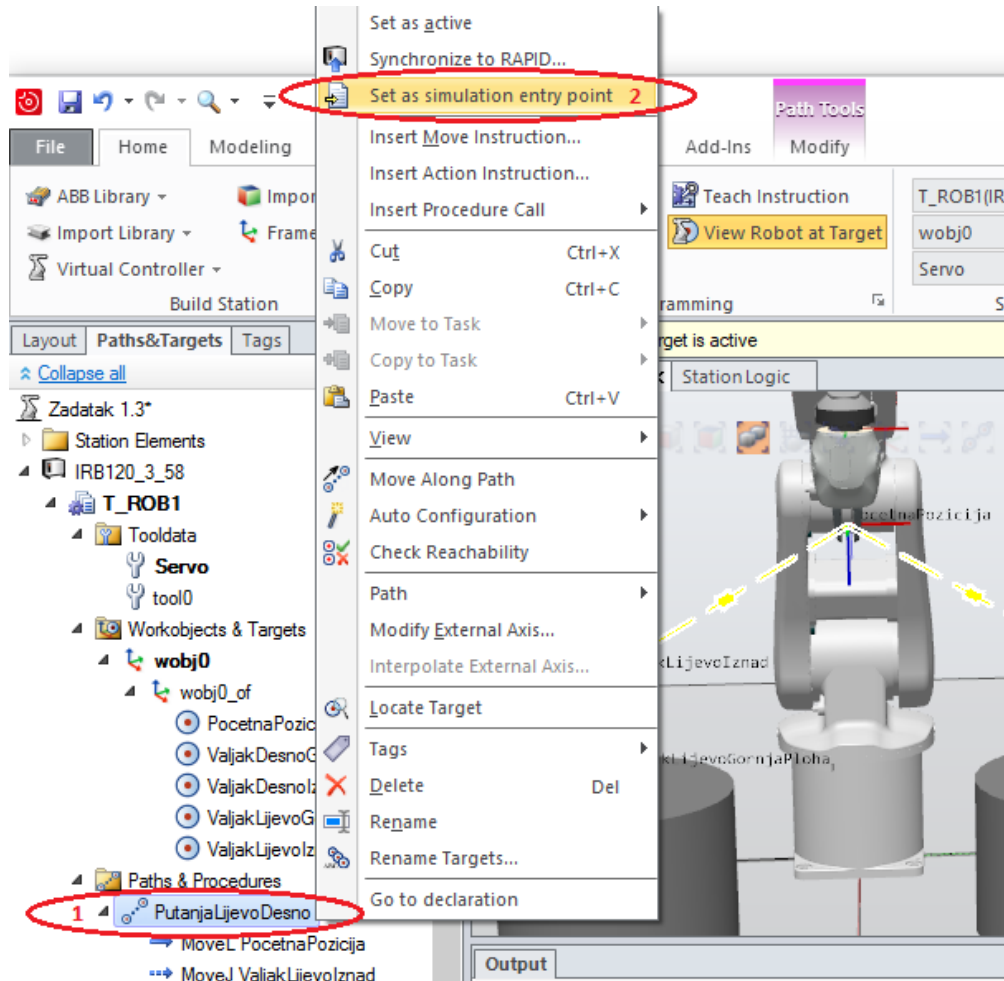 Set as active
Synchronize to RAPID...
Set as simulation entry point 2
Insert Move Instruction...
Insert Action Instruction...
Insert Procedure Call
Cut Ctrl+X
Copy Ctrl+C
Move to Task
Copy to Task
Paste Ctrl+V
View
Move Along Path
Auto Configuration
Check Reachability
Path
Modify External Axis...
Interpolate External Axis...
Locate Target
Tags
Delete Del
Rename
Rename Targets...
Go to declaration
Path Tools
File Home Modeling Add-Ins Modify
ABB Library Impor Teach Instruction T_ROB1(IR
Import Library Frame View Robot at Target wobj0
Virtual Controller Servo
Build Station ramming S
Layout Paths&Targets Tags rget is active
Collapse all Station Logic
Zadatak 1.3*
Station Elements
IRB120_3_58
T_ROB1
Tooldata
Servo
tool0
Workobjects & Targets
wobj0
wobj0_of
PocetnaPozic
ValjakDesnoG
ValjakDesnoIz
ValjakLijevoG
ValjakLijevoIz
Paths & Procedures
1 PutanjaLijevoDesno
MoveL PocetnaPozicija
MoveJ ValjakLijevoIznad
ocetnaPozicija
kLijevoIznad
kLijevoGornjaPloha
Output